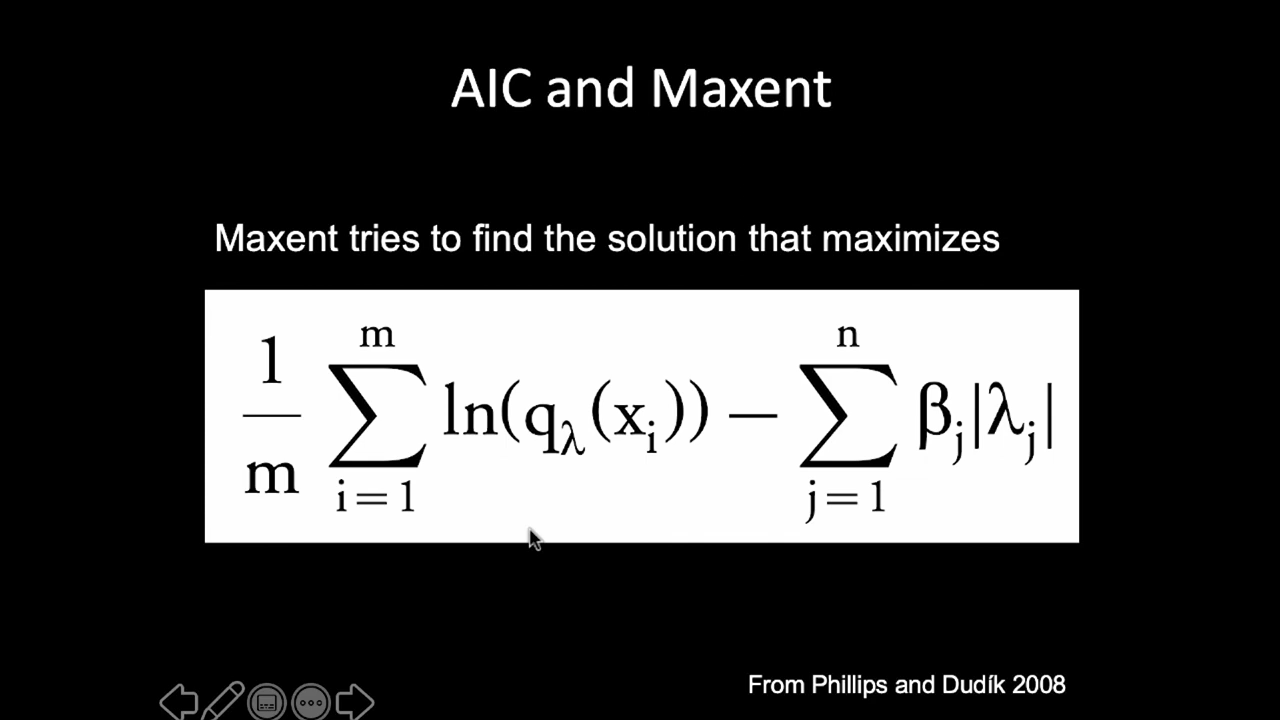 AIC and Maxent
Maxent tries to find the solution that maximizes
1/m ∑_{i=1}^{m} ln(q_λ(x_i)) − ∑_{j=1}^{n} β_j|λ_j|
From Phillips and Dudík 2008